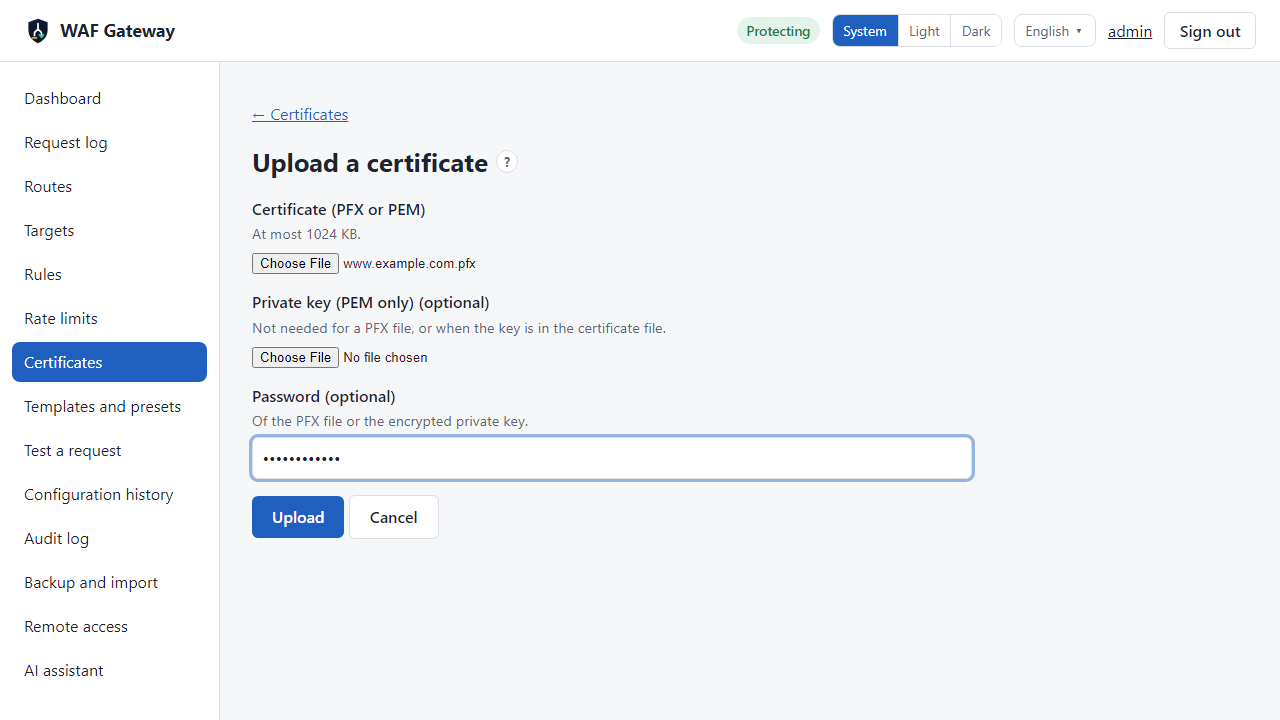 WAF Gateway
Protecting
System
Light
Dark
English ▾
admin
Sign out
Dashboard
Request log
Routes
Targets
Rules
Rate limits
Certificates
Templates and presets
Test a request
Configuration history
Audit log
Backup and import
Remote access
AI assistant
← Certificates
Upload a certificate ?
Certificate (PFX or PEM)
At most 1024 KB.
Choose File www.example.com.pfx
Private key (PEM only) (optional)
Not needed for a PFX file, or when the key is in the certificate file.
Choose File No file chosen
Password (optional)
Of the PFX file or the encrypted private key.
••••••••••••
Upload
Cancel